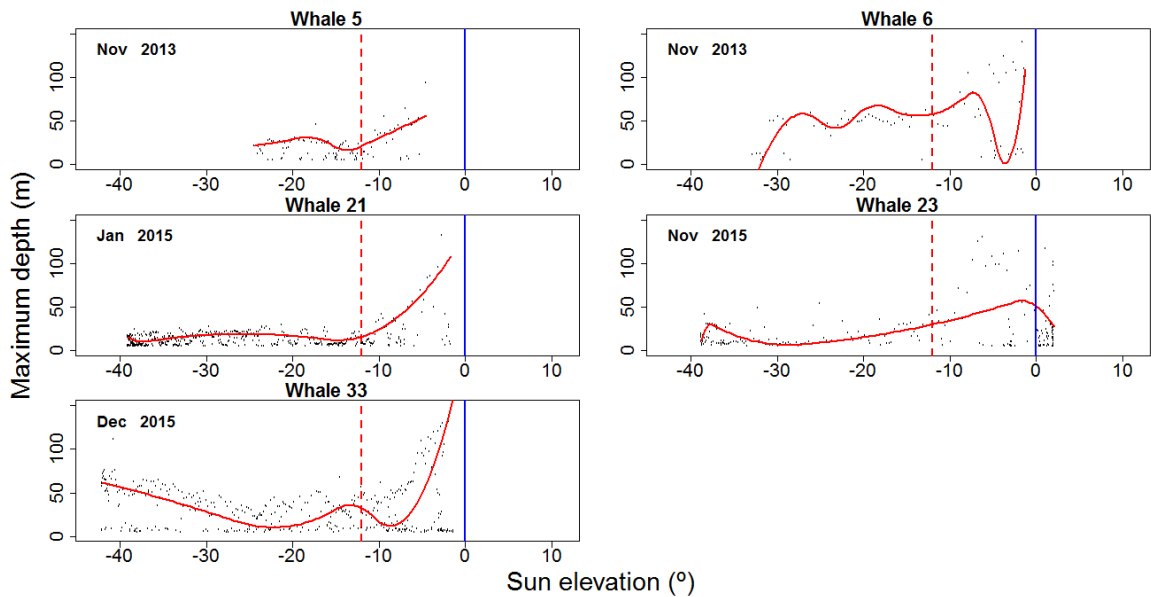 Whale 5
Nov 2013
0 50 100
-40 -30 -20 -10 0 10
Whale 6
Nov 2013
0 50 100
-40 -30 -20 -10 0 10
Whale 21
Jan 2015
0 50 100
-40 -30 -20 -10 0 10
Whale 23
Nov 2015
0 50 100
-40 -30 -20 -10 0 10
Whale 33
Dec 2015
0 50 100
-40 -30 -20 -10 0 10
Maximum depth (m)
Sun elevation (º)